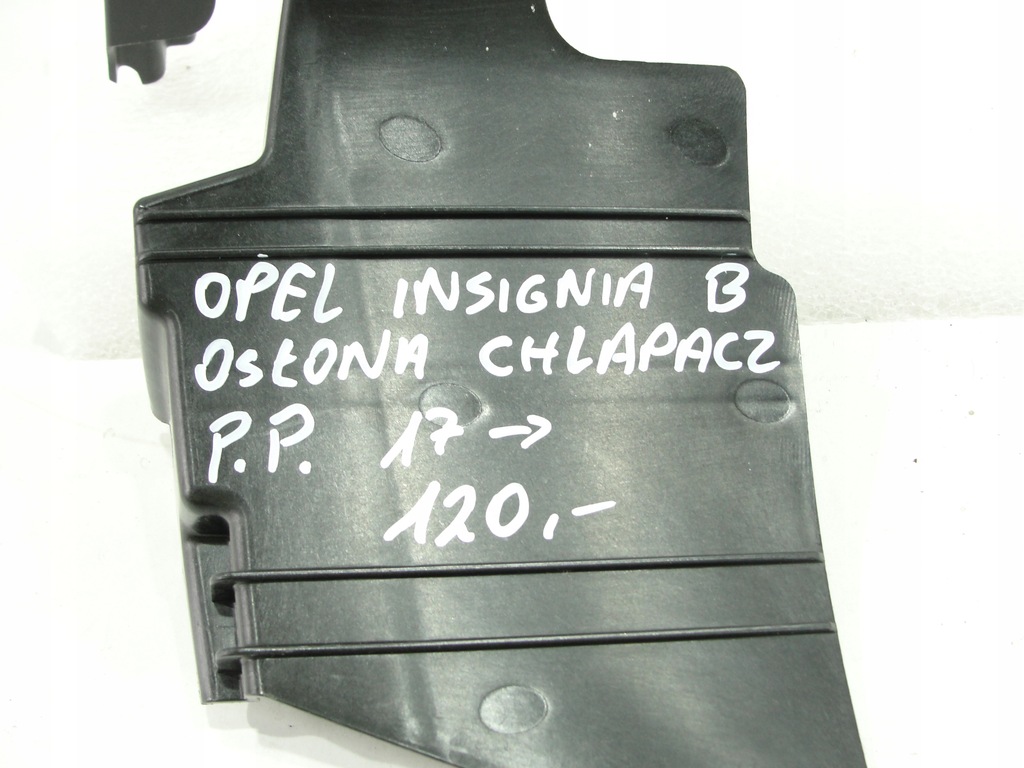 OPEL INSIGNIA B
OSŁONA CHLAPACZ
P.P. 17 →
120,-